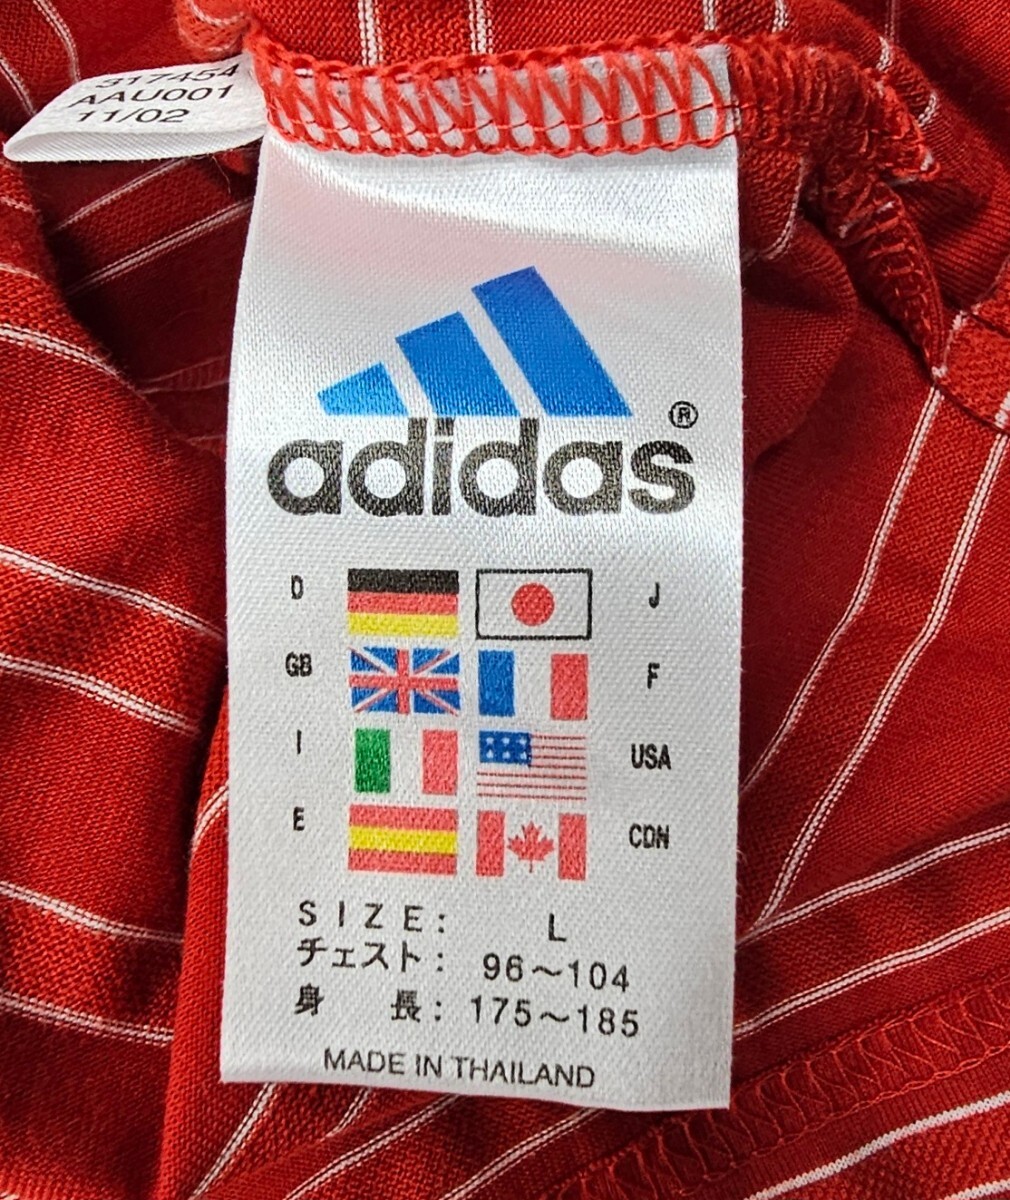 317454
AAU001
11/02
adidas®
D J
GB F
I USA
E CDN
SIZE: L
チェスト: 96～104
身 長: 175～185
MADE IN THAILAND